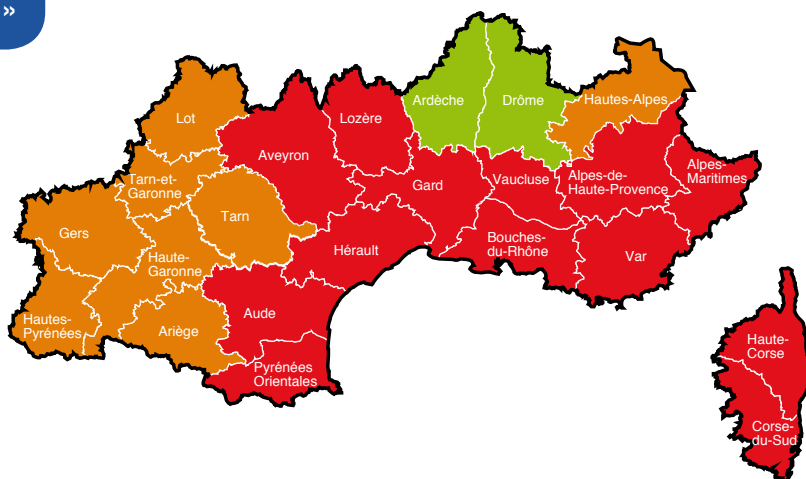 »
Ardèche
Drôme
Hautes-Alpes
Lot
Lozère
Aveyron
Alpes-
Maritimes
Tarn-et-
Garonne
Gard
Vaucluse
Alpes-de-
Haute-Provence
Tarn
Gers
Hérault
Bouches-
du-Rhône
Var
Haute-
Garonne
Hautes-
Pyrénées
Ariège
Aude
Pyrénées
Orientales
Haute-
Corse
Corse-
du-Sud